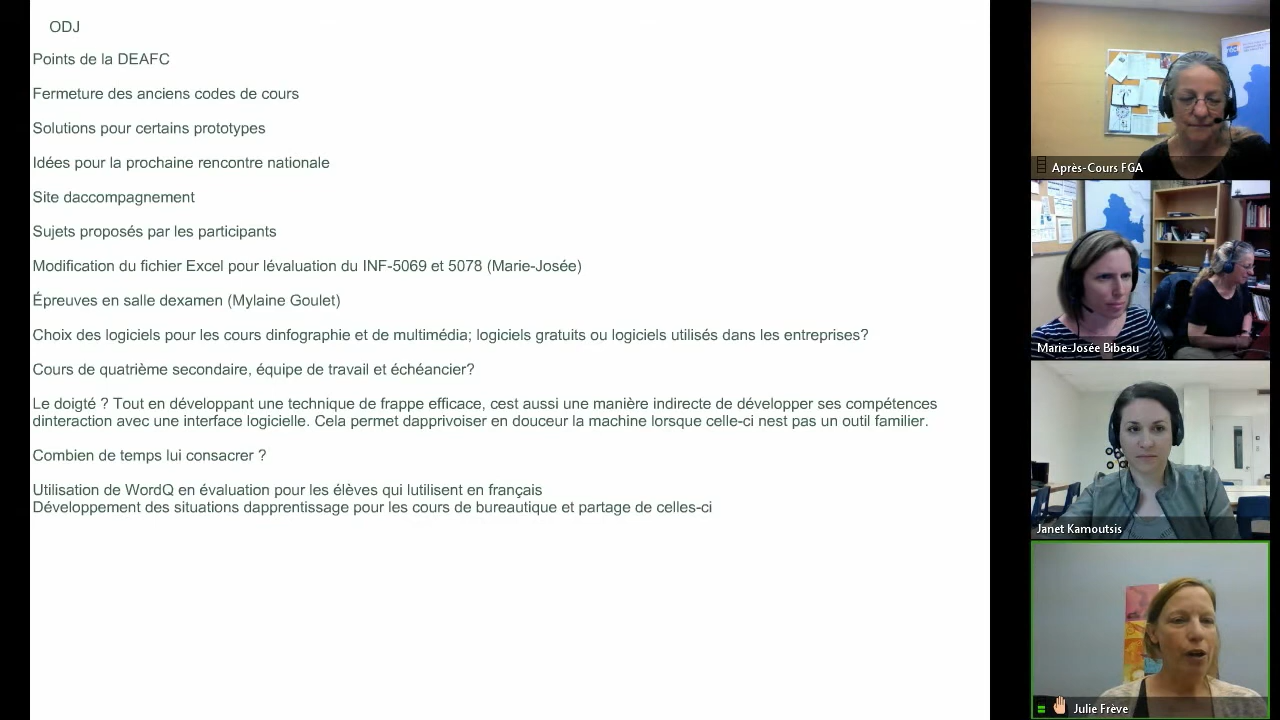 ODJ
Points de la DEAFC
Fermeture des anciens codes de cours
Solutions pour certains prototypes
Idées pour la prochaine rencontre nationale
Site daccompagnement
Sujets proposés par les participants
Modification du fichier Excel pour lévaluation du INF-5069 et 5078 (Marie-Josée)
Épreuves en salle dexamen (Mylaine Goulet)
Choix des logiciels pour les cours dinfographie et de multimédia; logiciels gratuits ou logiciels utilisés dans les entreprises?
Cours de quatrième secondaire, équipe de travail et échéancier?
Le doigté ? Tout en développant une technique de frappe efficace, cest aussi une manière indirecte de développer ses compétences
dinteraction avec une interface logicielle. Cela permet dapprivoiser en douceur la machine lorsque celle-ci nest pas un outil familier.
Combien de temps lui consacrer ?
Utilisation de WordQ en évaluation pour les élèves qui lutilisent en français
Développement des situations dapprentissage pour les cours de bureautique et partage de celles-ci
Après-Cours FGA
Marie-Josée Bibeau
Janet Kamoutsis
Julie Frève